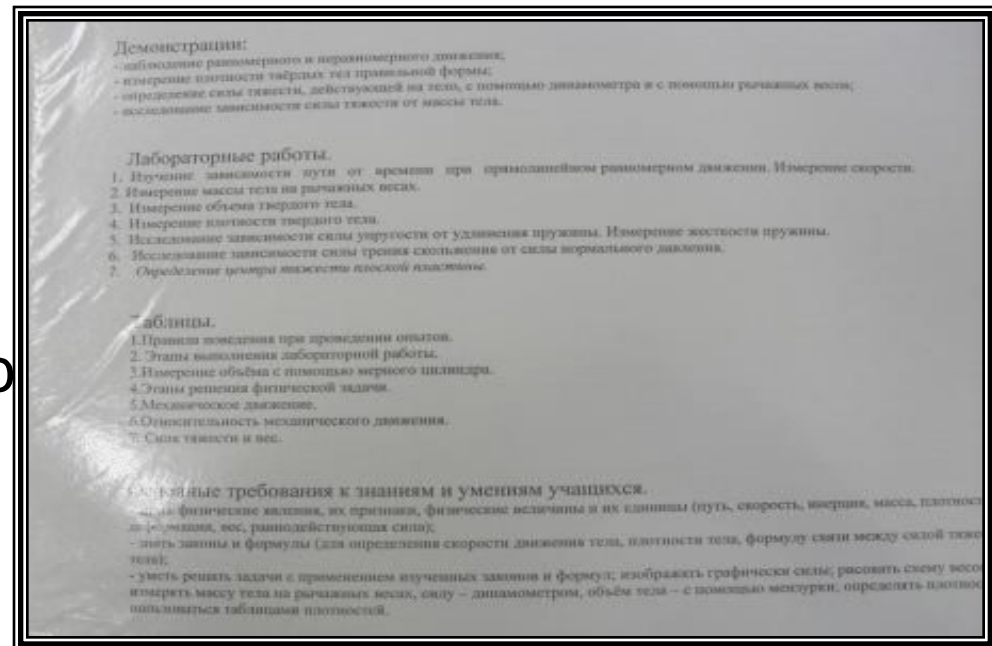 Демонстрации:
- наблюдение равномерного и неравномерного движения;
- измерение плотности твёрдых тел правильной формы;
- определение силы тяжести, действующей на тело, с помощью динамометра и с помощью рычажных весов;
- исследование зависимости силы тяжести от массы тела.
Лабораторные работы.
1. Изучение зависимости пути от времени при прямолинейном равномерном движении. Измерение скорости.
2. Измерение массы тела на рычажных весах.
3. Измерение объема твердого тела.
4. Измерение плотности твердого тела.
5. Исследование зависимости силы упругости от удлинения пружины. Измерение жесткости пружины.
6. Исследование зависимости силы трения скольжения от силы нормального давления.
7. Определение центра тяжести плоской пластины.
аблицы.
1.Правила поведения при проведении опытов.
2. Этапы выполнения лабораторной работы.
3.Измерение объёма с помощью мерного цилиндра.
4.Этапы решения физической задачи.
5.Механическое движение.
6.Относительность механического движения.
7. Сила тяжести и вес.
требования к знаниям и умениям учащихся.
физические явления, их признаки, физические величины и их единицы (путь, скорость, инерция, масса, плотност
вес, равнодействующая сила);
- знать законы и формулы (для определения скорости движения тела, плотности тела, формулу связи между силой тяже
тела);
- уметь решать задачи с применением изученных законов и формул; изображать графически силы; рисовать схему весо
измерять массу тела на рычажных весах, силу – динамометром, объём тела – с помощью мензурки; определять плотнос
пользоваться таблицами плотностей.